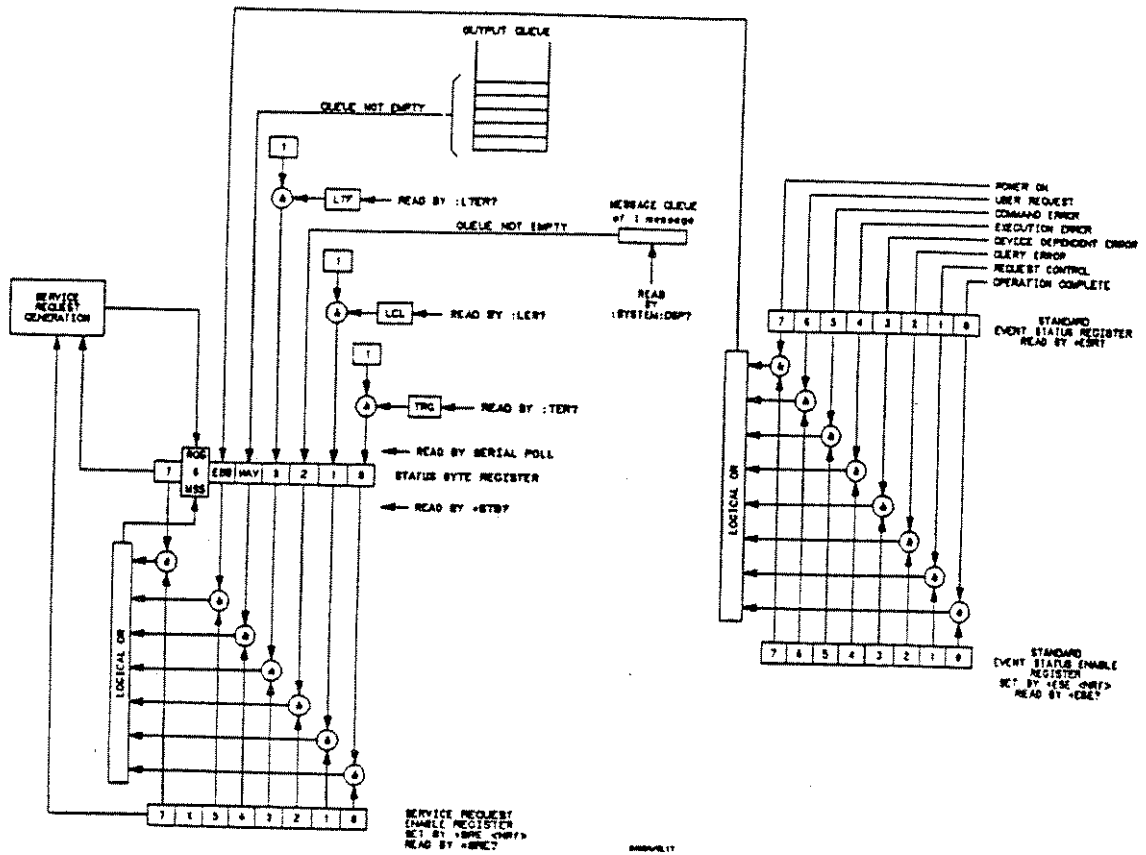 OUTPUT QUEUE
QUEUE NOT EMPTY
1
&
LTF
READ BY :LTER?
MESSAGE QUEUE
of 1 message
QUEUE NOT EMPTY
READ
BY
:SYSTEM:DSP?
1
&
LCL
READ BY :LER?
1
&
TRG
READ BY :TER?
POWER ON
USER REQUEST
COMMAND ERROR
EXECUTION ERROR
DEVICE DEPENDENT ERROR
QUERY ERROR
REQUEST CONTROL
OPERATION COMPLETE
7 6 5 4 3 2 1 0
STANDARD
EVENT STATUS REGISTER
READ BY *ESR?
SERVICE
REQUEST
GENERATION
READ BY SERIAL POLL
7 RQS 6 MSS ESB MAV 3 2 1 0
STATUS BYTE REGISTER
READ BY *STB?
LOGICAL OR
& & & & & & &
LOGICAL OR
& & & & & & & &
7 6 5 4 3 2 1 0
STANDARD
EVENT STATUS ENABLE
REGISTER
SET BY *ESE <NRf>
READ BY *ESE?
7 X 5 4 3 2 1 0
SERVICE REQUEST
ENABLE REGISTER
SET BY *SRE <NRf>
READ BY *SRE?